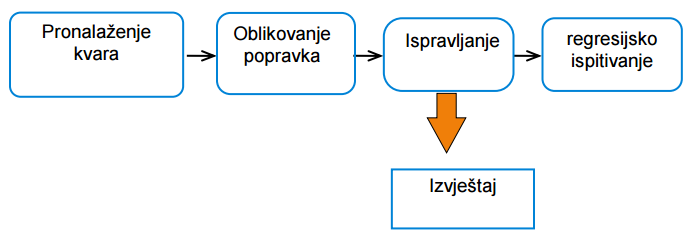 Pronalaženje
kvara
Oblikovanje
popravka
Ispravljanje
regresijsko
ispitivanje
Izvještaj